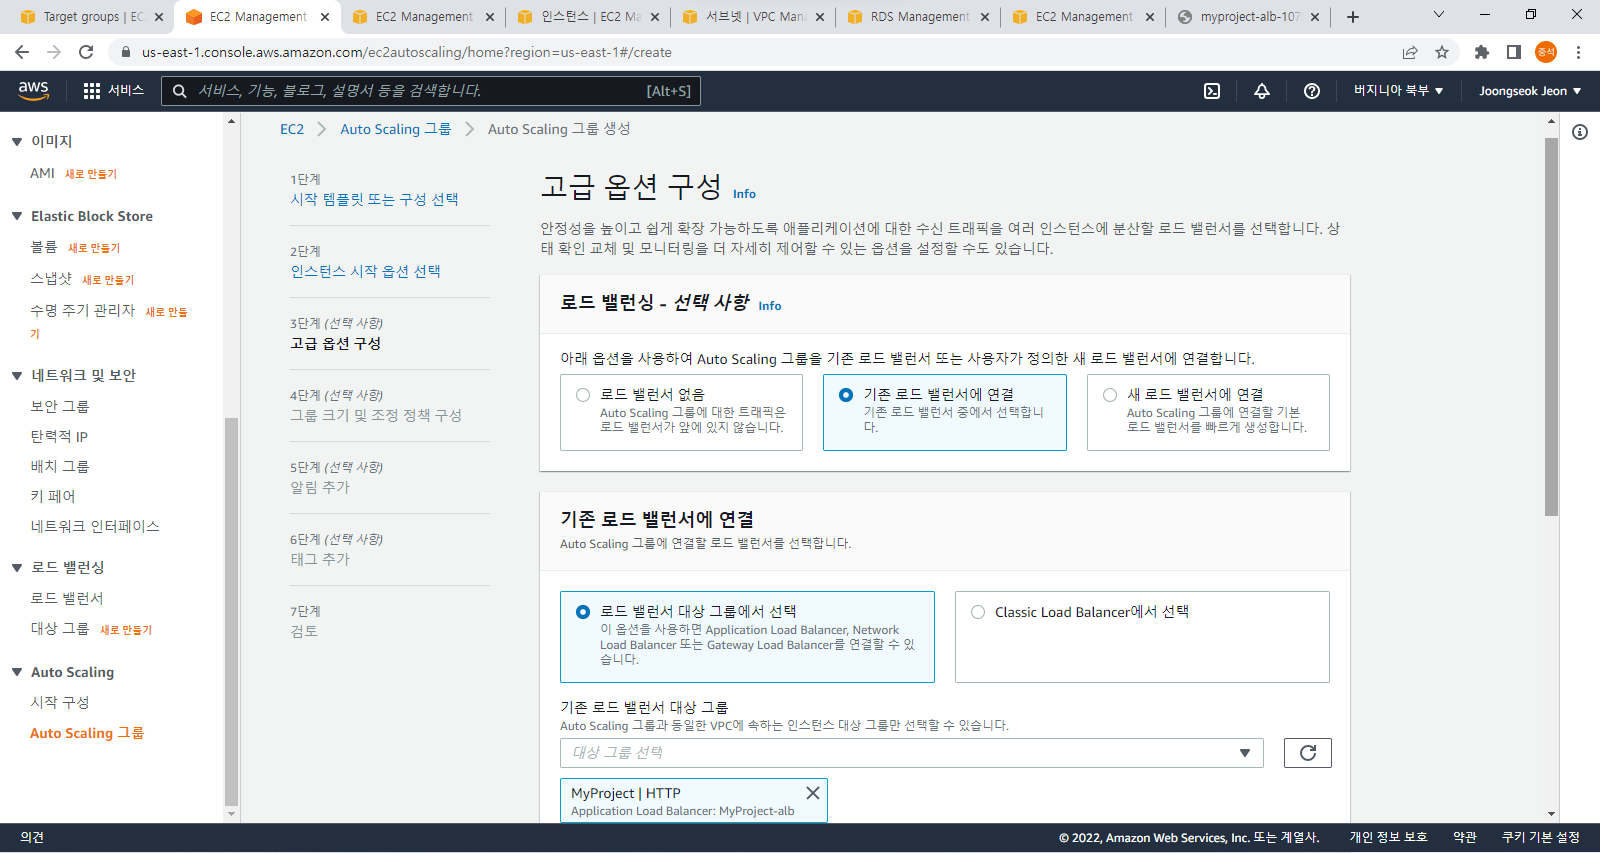 Target groups | EC
EC2 Management
EC2 Management
인스턴스 | EC2 Ma
서브넷 | VPC Man
RDS Management
EC2 Management
myproject-alb-107
us-east-1.console.aws.amazon.com/ec2autoscaling/home?region=us-east-1#/create
중석
aws
서비스
서비스, 기능, 블로그, 설명서 등을 검색합니다.
[Alt+S]
버지니아 북부
Joongseok Jeon
이미지
AMI 새로 만들기
Elastic Block Store
볼륨 새로 만들기
스냅샷 새로 만들기
수명 주기 관리자 새로 만들
기
네트워크 및 보안
보안 그룹
탄력적 IP
배치 그룹
키 페어
네트워크 인터페이스
로드 밸런싱
로드 밸런서
대상 그룹 새로 만들기
Auto Scaling
시작 구성
Auto Scaling 그룹
EC2 > Auto Scaling 그룹 > Auto Scaling 그룹 생성
1단계
시작 템플릿 또는 구성 선택
2단계
인스턴스 시작 옵션 선택
3단계 (선택 사항)
고급 옵션 구성
4단계 (선택 사항)
그룹 크기 및 조정 정책 구성
5단계 (선택 사항)
알림 추가
6단계 (선택 사항)
태그 추가
7단계
검토
고급 옵션 구성 Info
안정성을 높이고 쉽게 확장 가능하도록 애플리케이션에 대한 수신 트래픽을 여러 인스턴스에 분산할 로드 밸런서를 선택합니다. 상
태 확인 교체 및 모니터링을 더 자세히 제어할 수 있는 옵션을 설정할 수도 있습니다.
로드 밸런싱 - 선택 사항 Info
아래 옵션을 사용하여 Auto Scaling 그룹을 기존 로드 밸런서 또는 사용자가 정의한 새 로드 밸런서에 연결합니다.
로드 밸런서 없음
Auto Scaling 그룹에 대한 트래픽은
로드 밸런서가 앞에 있지 않습니다.
기존 로드 밸런서에 연결
기존 로드 밸런서 중에서 선택합니
다.
새 로드 밸런서에 연결
Auto Scaling 그룹에 연결할 기본
로드 밸런서를 빠르게 생성합니다.
기존 로드 밸런서에 연결
Auto Scaling 그룹에 연결할 로드 밸런서를 선택합니다.
로드 밸런서 대상 그룹에서 선택
이 옵션을 사용하면 Application Load Balancer, Network
Load Balancer 또는 Gateway Load Balancer를 연결할 수 있
습니다.
Classic Load Balancer에서 선택
기존 로드 밸런서 대상 그룹
Auto Scaling 그룹과 동일한 VPC에 속하는 인스턴스 대상 그룹만 선택할 수 있습니다.
대상 그룹 선택
MyProject | HTTP
Application Load Balancer: MyProject-alb
의견
© 2022, Amazon Web Services, Inc. 또는 계열사.
개인 정보 보호
약관
쿠키 기본 설정